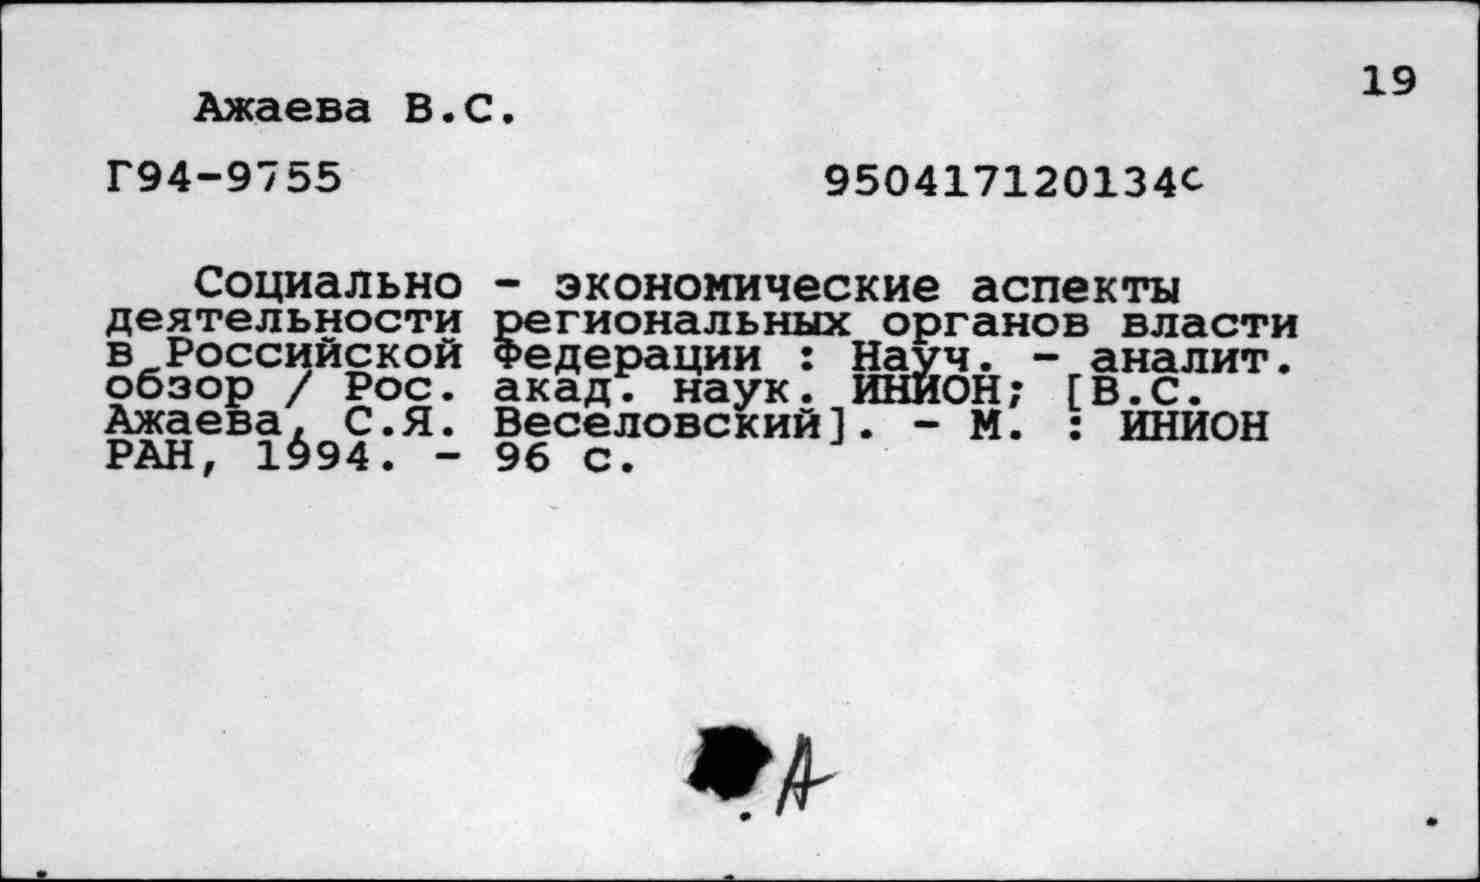 19
Ажаева В.С.
Г94-9755 950417120134с
Социально - экономические аспекты
деятельности региональных органов власти
в Российской Федерации : Науч. - аналит.
обзор / Рос. акад. наук. ИНИОН; [В.С.
Ажаева, С.Я. Веселовский]. - М. : ИНИОН
РАН, 1994. - 96 с.
А